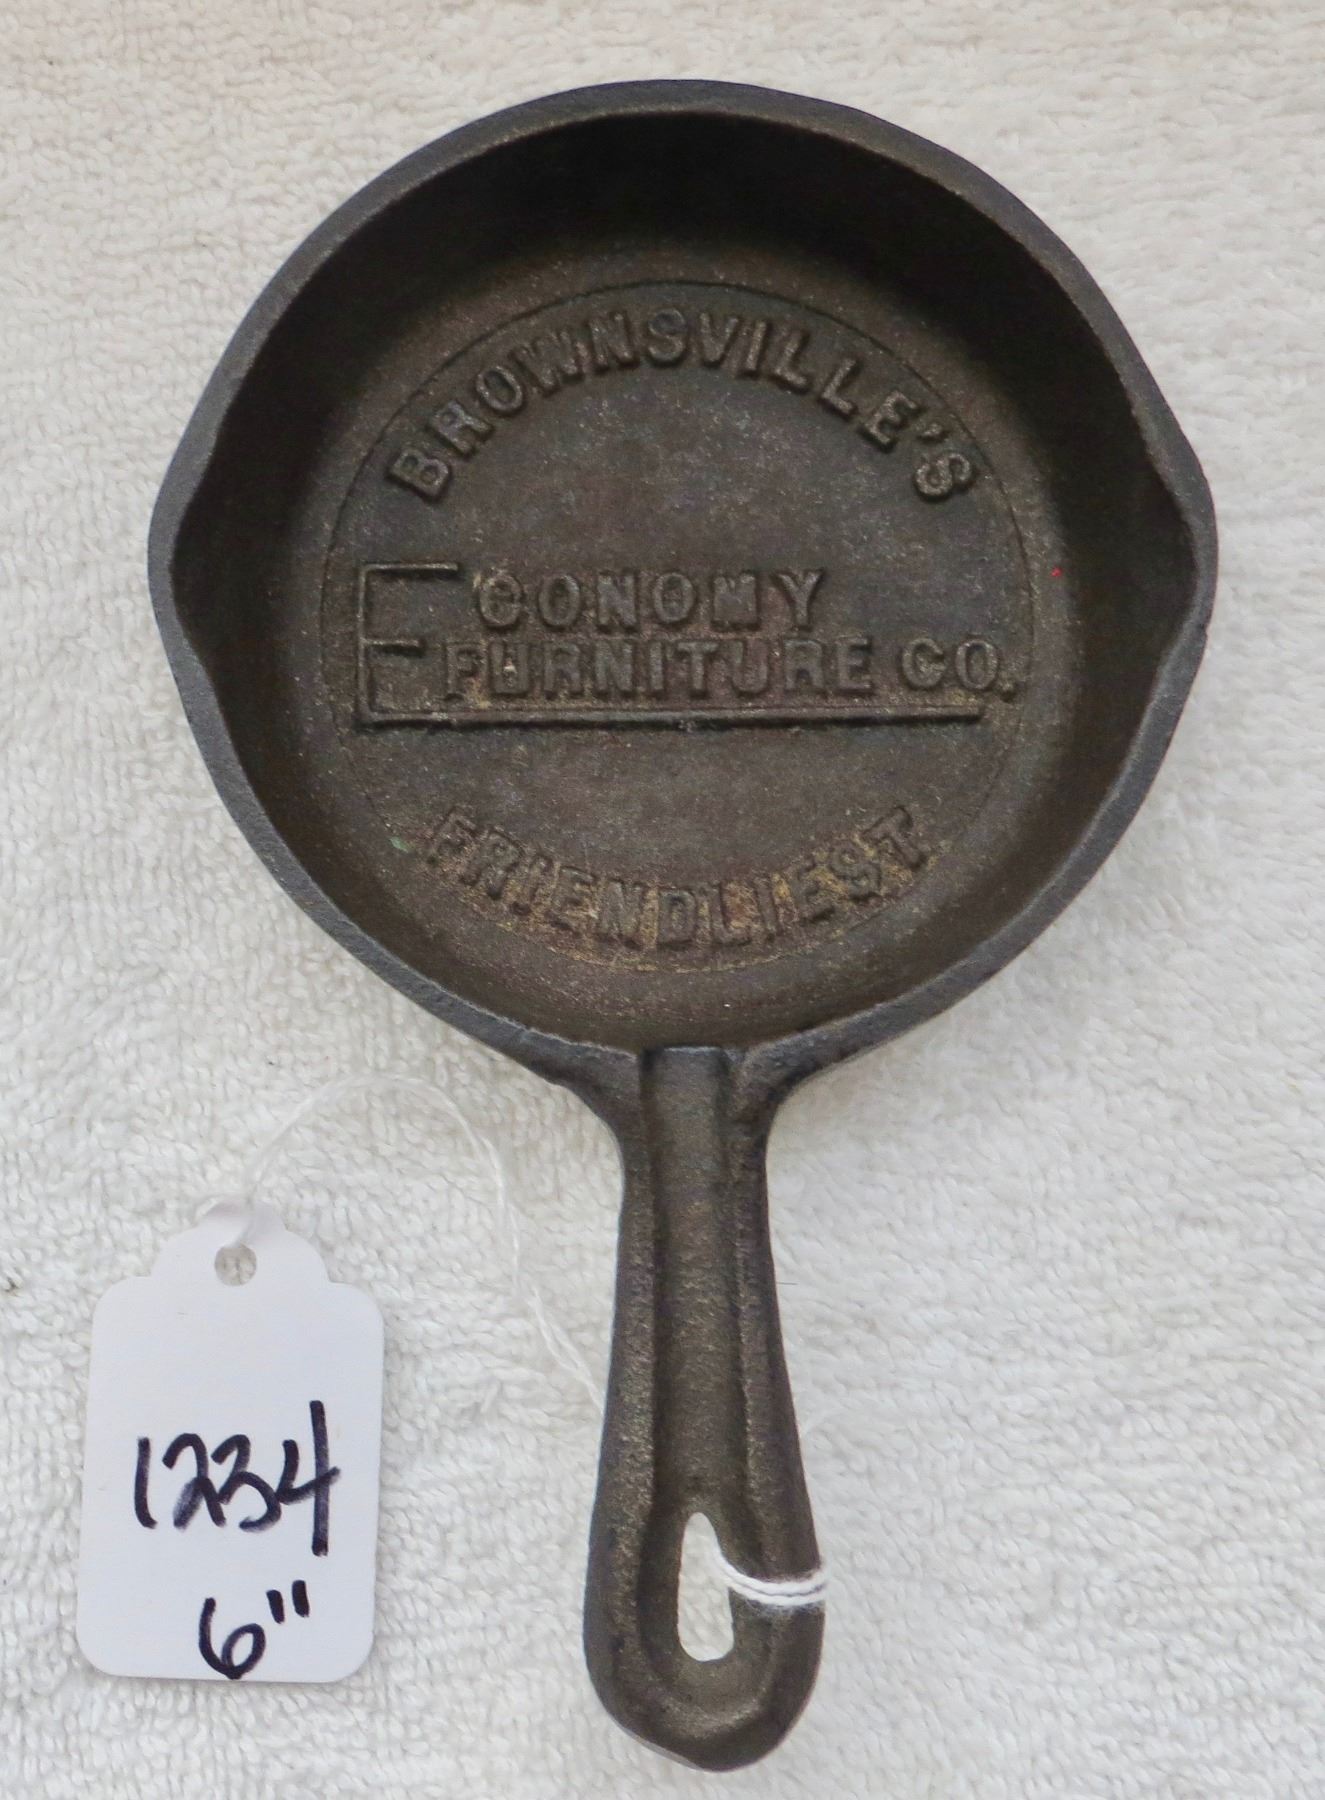 BROWNSVILLE'S
ECONOMY
FURNITURE CO.
FRIENDLIEST
1234
6"